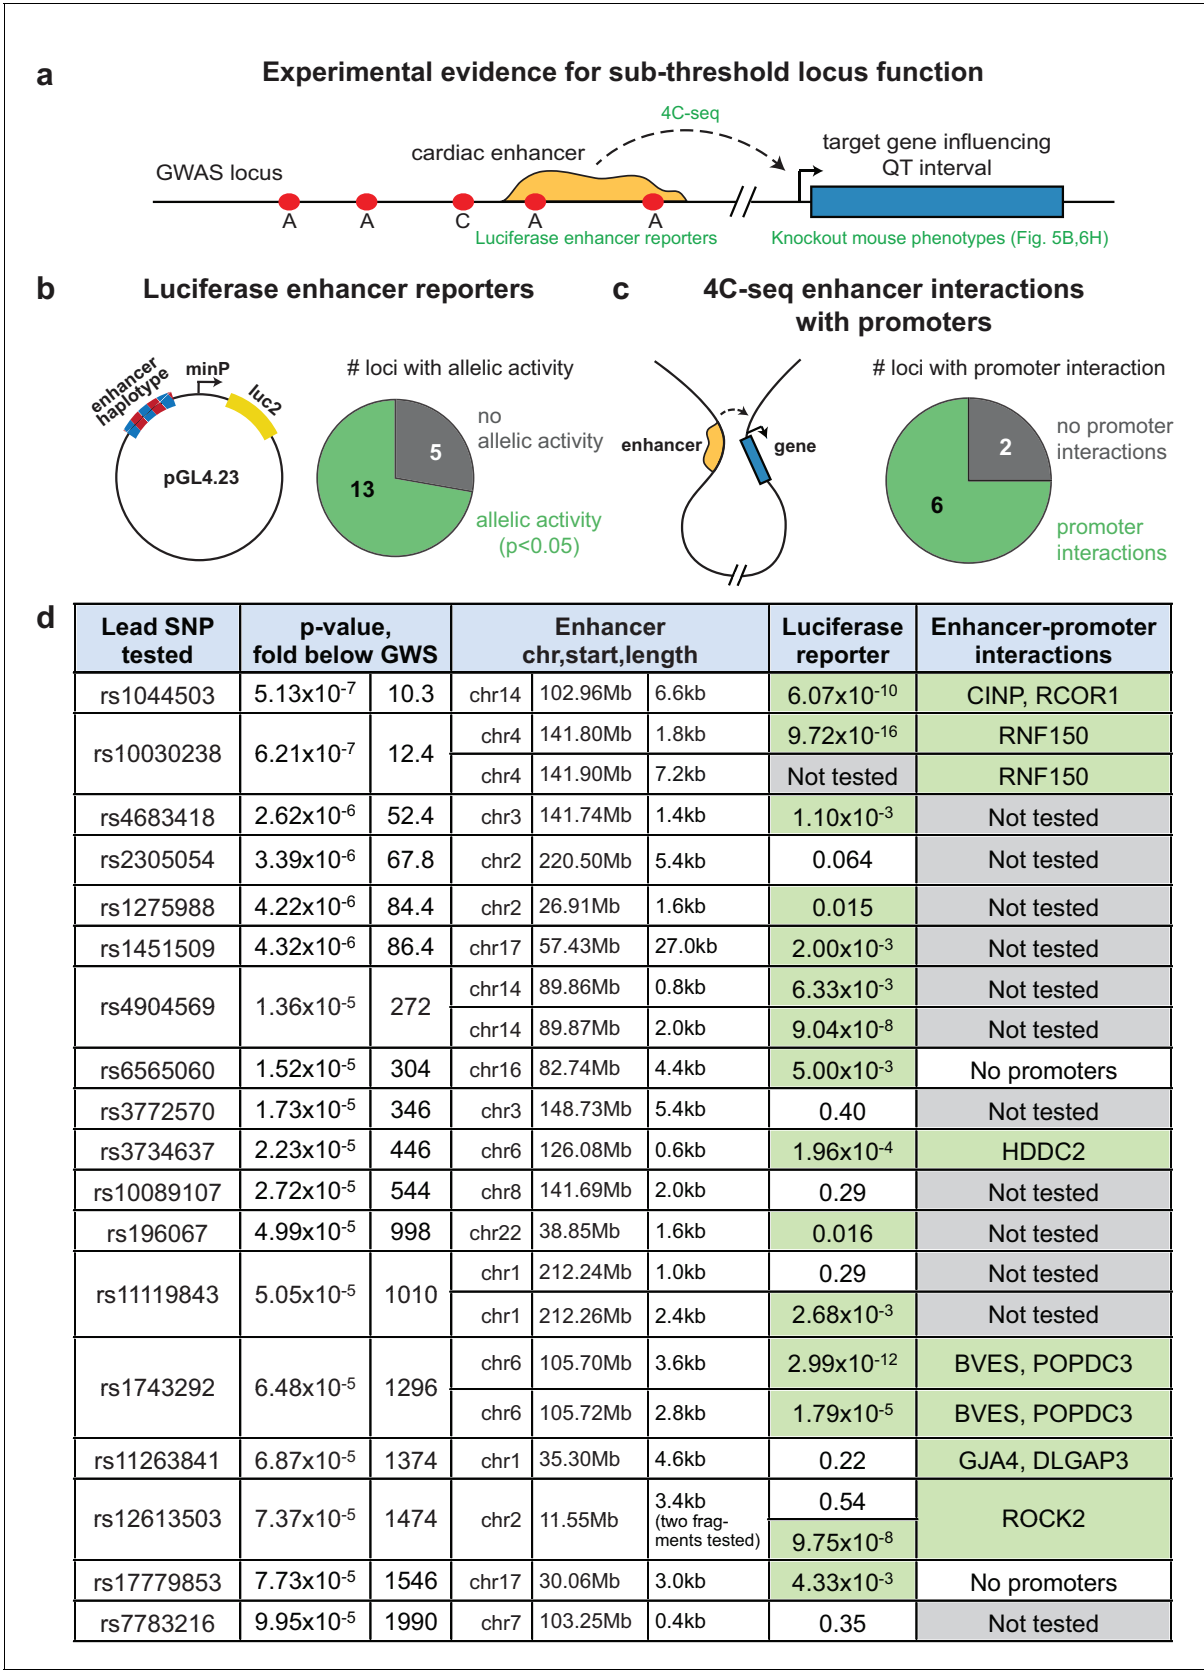 a
Experimental evidence for sub-threshold locus function
4C-seq
cardiac enhancer
target gene influencing
QT interval
GWAS locus
A A C A A
Luciferase enhancer reporters
Knockout mouse phenotypes (Fig. 5B,6H)
b
Luciferase enhancer reporters
enhancer
haplotype
minP
luc2
pGL4.23
# loci with allelic activity
no
allelic activity
5
13
allelic activity
(p<0.05)
c
4C-seq enhancer interactions
with promoters
enhancer
gene
# loci with promoter interaction
no promoter
interactions
2
6
promoter
interactions
d
Lead SNP tested | p-value, fold below GWS | Enhancer chr,start,length | Luciferase reporter | Enhancer-promoter interactions
rs1044503 5.13x10⁻⁷ 10.3 chr14 102.96Mb 6.6kb 6.07x10⁻¹⁰ CINP, RCOR1
rs10030238 6.21x10⁻⁷ 12.4 chr4 141.80Mb 1.8kb 9.72x10⁻¹⁶ RNF150
chr4 141.90Mb 7.2kb Not tested RNF150
rs4683418 2.62x10⁻⁶ 52.4 chr3 141.74Mb 1.4kb 1.10x10⁻³ Not tested
rs2305054 3.39x10⁻⁶ 67.8 chr2 220.50Mb 5.4kb 0.064 Not tested
rs1275988 4.22x10⁻⁶ 84.4 chr2 26.91Mb 1.6kb 0.015 Not tested
rs1451509 4.32x10⁻⁶ 86.4 chr17 57.43Mb 27.0kb 2.00x10⁻³ Not tested
rs4904569 1.36x10⁻⁵ 272 chr14 89.86Mb 0.8kb 6.33x10⁻³ Not tested
chr14 89.87Mb 2.0kb 9.04x10⁻⁸ Not tested
rs6565060 1.52x10⁻⁵ 304 chr16 82.74Mb 4.4kb 5.00x10⁻³ No promoters
rs3772570 1.73x10⁻⁵ 346 chr3 148.73Mb 5.4kb 0.40 Not tested
rs3734637 2.23x10⁻⁵ 446 chr6 126.08Mb 0.6kb 1.96x10⁻⁴ HDDC2
rs10089107 2.72x10⁻⁵ 544 chr8 141.69Mb 2.0kb 0.29 Not tested
rs196067 4.99x10⁻⁵ 998 chr22 38.85Mb 1.6kb 0.016 Not tested
rs11119843 5.05x10⁻⁵ 1010 chr1 212.24Mb 1.0kb 0.29 Not tested
chr1 212.26Mb 2.4kb 2.68x10⁻³ Not tested
rs1743292 6.48x10⁻⁵ 1296 chr6 105.70Mb 3.6kb 2.99x10⁻¹² BVES, POPDC3
chr6 105.72Mb 2.8kb 1.79x10⁻⁵ BVES, POPDC3
rs11263841 6.87x10⁻⁵ 1374 chr1 35.30Mb 4.6kb 0.22 GJA4, DLGAP3
rs12613503 7.37x10⁻⁵ 1474 chr2 11.55Mb 3.4kb (two frag-ments tested) 0.54 ROCK2
9.75x10⁻⁸
rs17779853 7.73x10⁻⁵ 1546 chr17 30.06Mb 3.0kb 4.33x10⁻³ No promoters
rs7783216 9.95x10⁻⁵ 1990 chr7 103.25Mb 0.4kb 0.35 Not tested